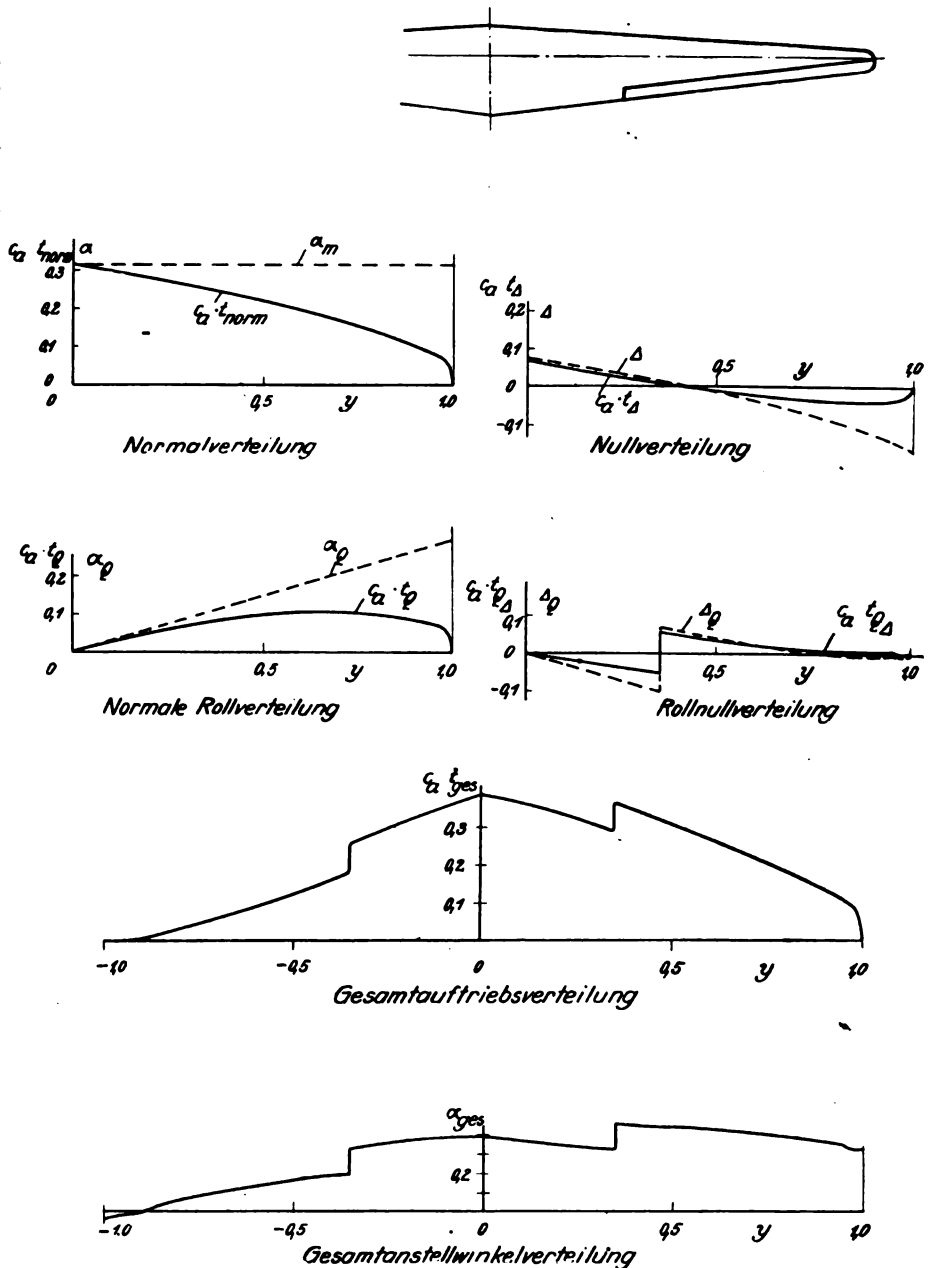 c_a t_norm α
α_m
0,3
c_a · t_norm
0,2
0,1
0
0 0,5 y 1,0
Normalverteilung
c_a t_Δ
0,2 Δ
0,1 Δ 0,5 y 1,0
0
c_a · t_Δ
-0,1
Nullverteilung
c_a · t_ρ α_ρ
α_ρ
0,2
c_a · t_ρ
0,1
0
0,5 y 1,0
Normale Rollverteilung
c_a · t_ρΔ Δ_ρ
0,1 Δ_ρ c_a t_ρΔ
0
0,5 y 1,0
-0,1
Rollnullverteilung
c_a t_ges
0,3
0,2
0,1
-1,0 -0,5 0 0,5 y 1,0
Gesamtauftriebsverteilung
α_ges
0,2
-1.0 -0,5 0 0,5 y 1,0
Gesamtanstellwinkelverteilung